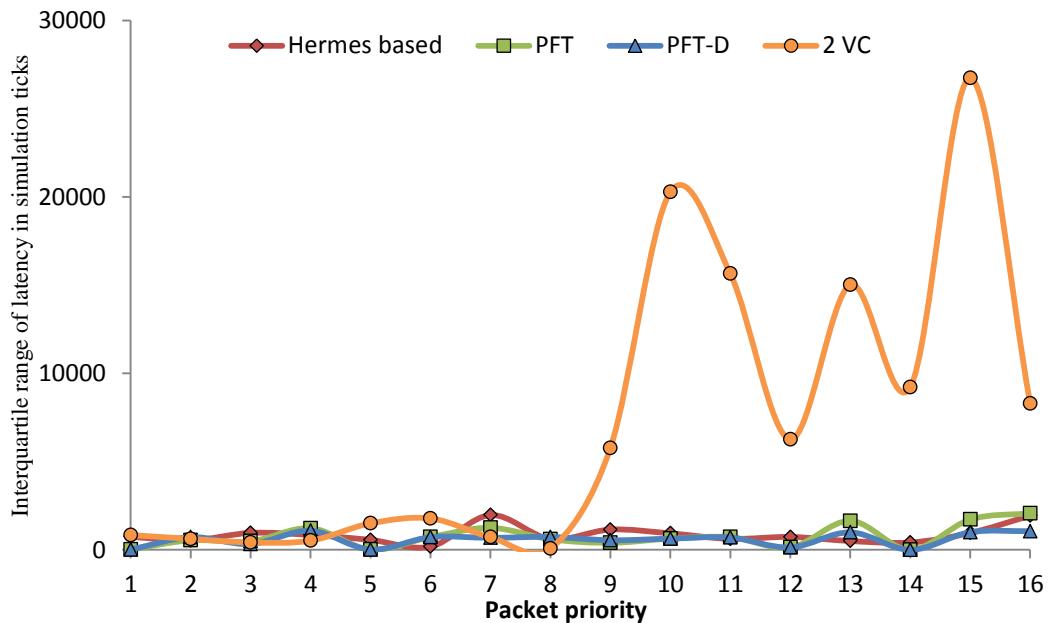 30000
Hermes based PFT PFT-D 2 VC
20000
10000
0
Interquartile range of latency in simulation ticks
1 2 3 4 5 6 7 8 9 10 11 12 13 14 15 16
Packet priority